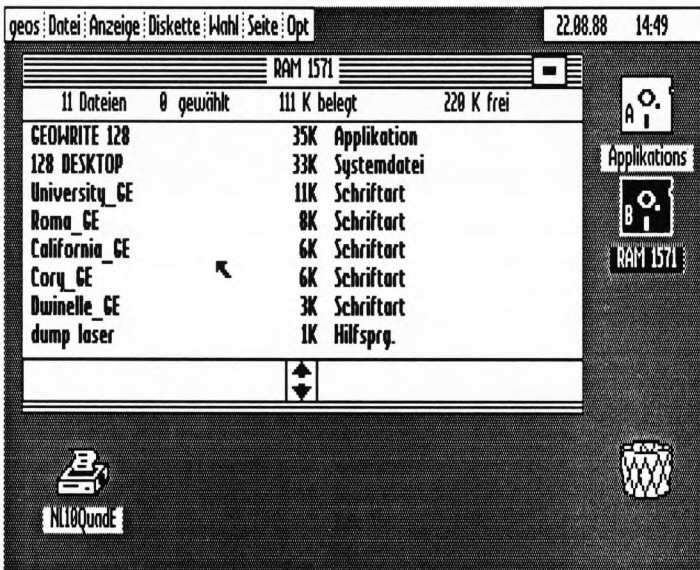 geos Datei Anzeige Diskette Wahl Seite Opt 22.08.88 14:49
RAM 1571
11 Dateien 0 gewählt 111 K belegt 220 K frei
GEOWRITE 128 35K Applikation
128 DESKTOP 33K Systemdatei
University_GE 11K Schriftart
Roma_GE 8K Schriftart
California_GE 6K Schriftart
Cory_GE 6K Schriftart
Dwinelle_GE 3K Schriftart
dump laser 1K Hilfsprg.
A
Applikations
B
RAM 1571
NL10QuadE